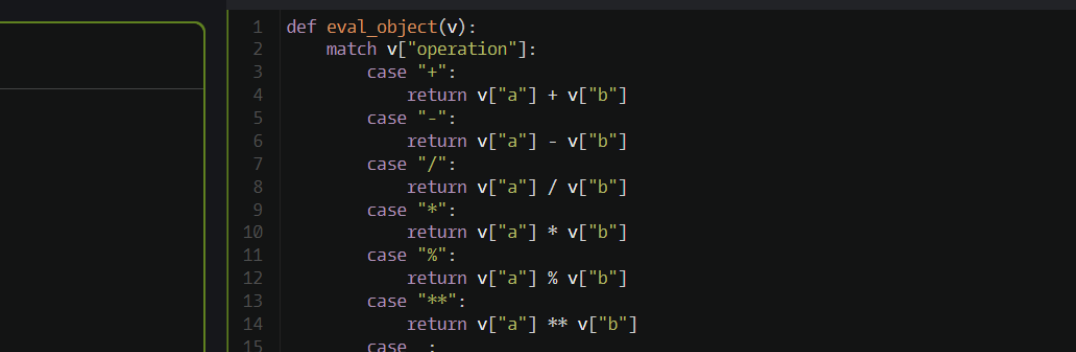 1 def eval_object(v):
2     match v["operation"]:
3         case "+":
4             return v["a"] + v["b"]
5         case "-":
6             return v["a"] - v["b"]
7         case "/":
8             return v["a"] / v["b"]
9         case "*":
10             return v["a"] * v["b"]
11         case "%":
12             return v["a"] % v["b"]
13         case "**":
14             return v["a"] ** v["b"]
15         case  :